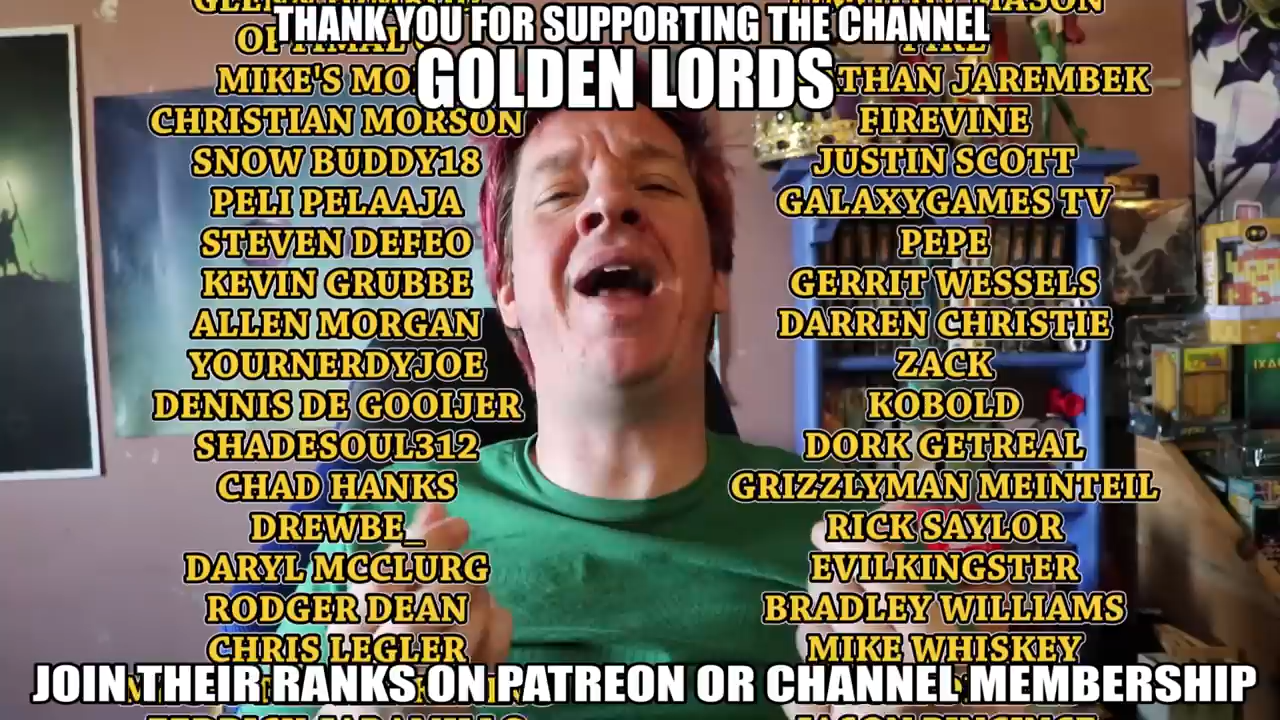 THANK YOU FOR SUPPORTING THE CHANNEL
GOLDEN LORDS
MIKE'S
CHRISTIAN MORSON
SNOW BUDDY18
PELI PELAAJA
STEVEN DEFEO
KEVIN GRUBBE
ALLEN MORGAN
YOURNERDYJOE
DENNIS DE GOOIJER
SHADESOUL312
CHAD HANKS
DREWBE_
DARYL MCCLURG
RODGER DEAN
CHRIS LEGLER
MASON
JAREMBEK
FIREVINE
JUSTIN SCOTT
GALAXYGAMES TV
PEPE
GERRIT WESSELS
DARREN CHRISTIE
ZACK
KOBOLD
DORK GETREAL
GRIZZLYMAN MEINTEIL
RICK SAYLOR
EVILKINGSTER
BRADLEY WILLIAMS
MIKE WHISKEY
JOIN THEIR RANKS ON PATREON OR CHANNEL MEMBERSHIP